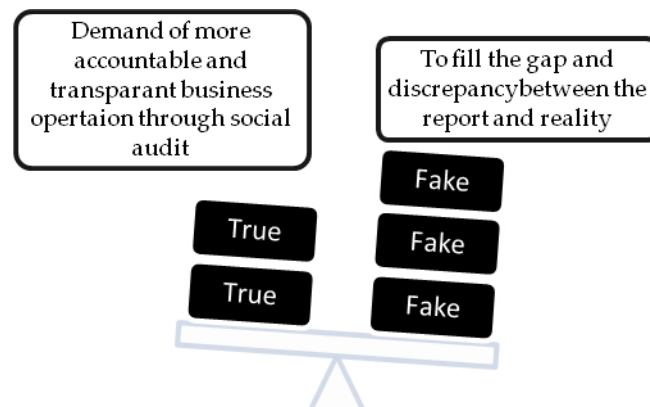 Demand of more
accountable and
transparant business
opertaion through social
audit
To fill the gap and
discrepancybetween the
report and reality
Fake
True
Fake
True
Fake